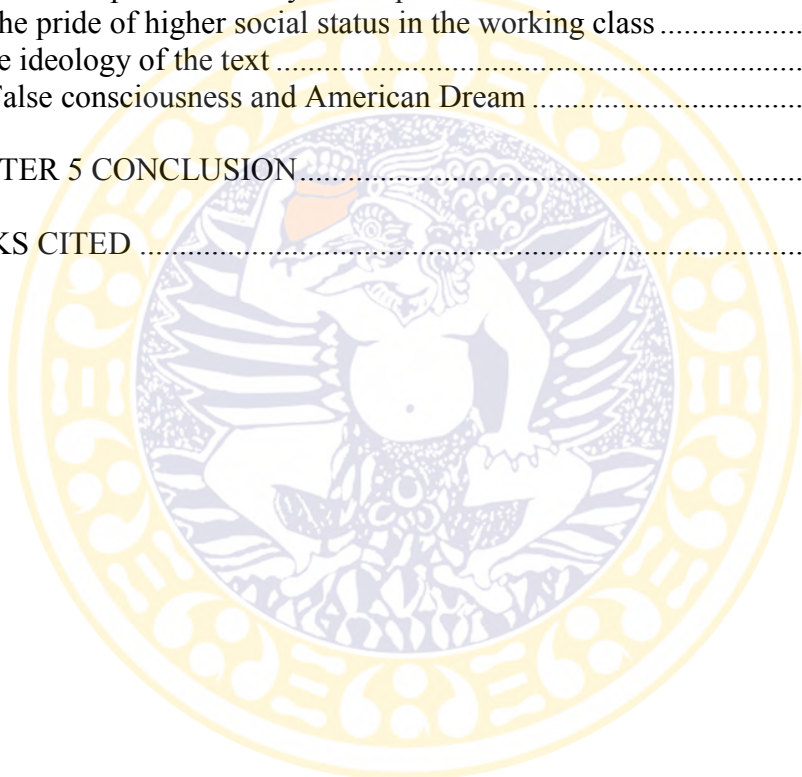 he pride of higher social status in the working class ..................
e ideology of the text ..................................................................
False consciousness and American Dream .................................
TER 5 CONCLUSION..............................................................
KS CITED ..................................................................................